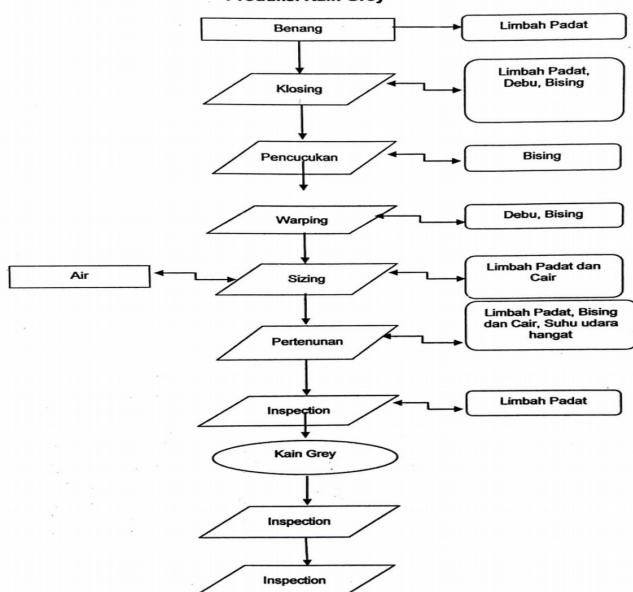 Benang
Limbah Padat
Klosing
Limbah Padat,
Debu, Bising
Pencucukan
Bising
Warping
Debu, Bising
Air
Sizing
Limbah Padat dan
Cair
Pertenunan
Limbah Padat, Bising
dan Cair, Suhu udara
hangat
Inspection
Limbah Padat
Kain Grey
Inspection
Inspection